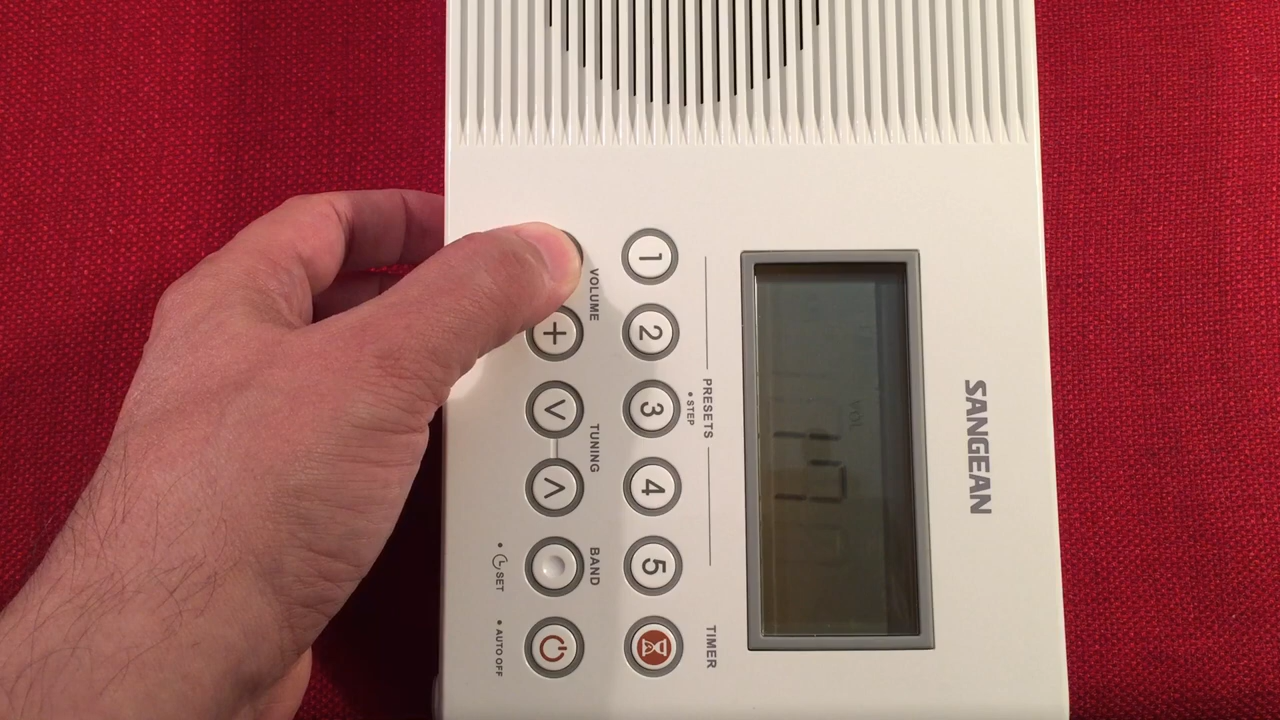 SANGEAN
VOL
PRESETS
• STEP
TIMER
1
2
3
4
5
VOLUME
TUNING
BAND
+
• SET
• AUTO OFF